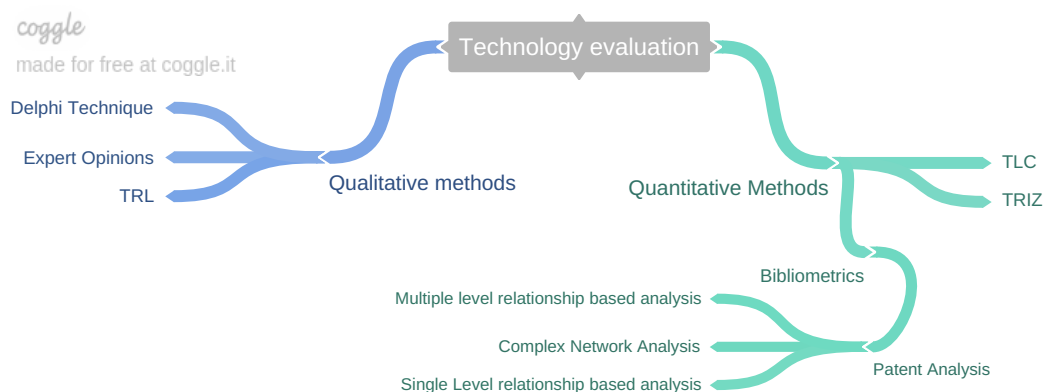 coggle
made for free at coggle.it
Technology evaluation
Delphi Technique
Expert Opinions
TRL
Qualitative methods
Quantitative Methods
TLC
TRIZ
Bibliometrics
Multiple level relationship based analysis
Complex Network Analysis
Single Level relationship based analysis
Patent Analysis